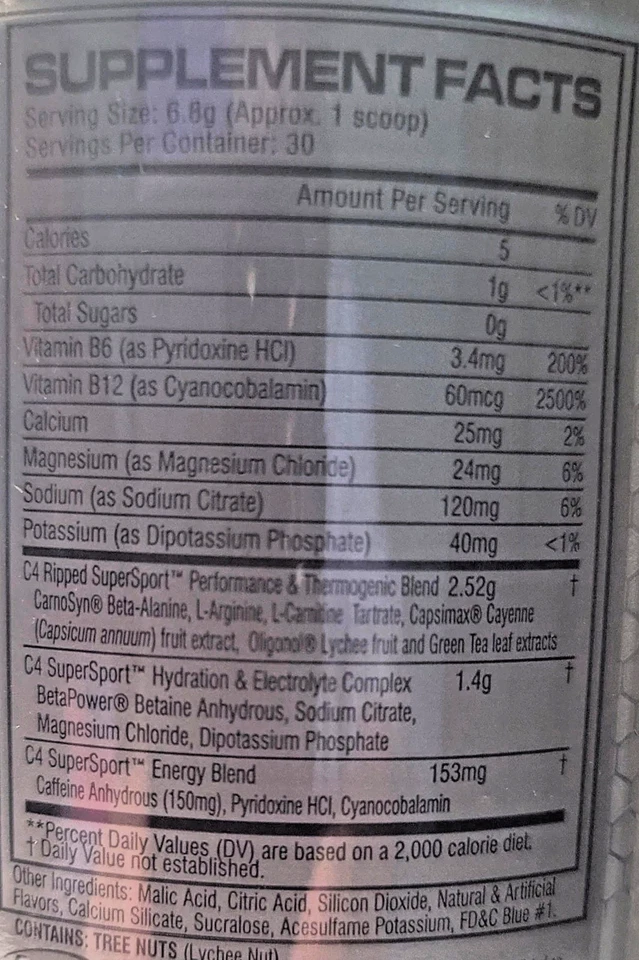 SUPPLEMENT FACTS
Serving Size: 6.8g (Approx. 1 scoop)
Servings Per Container: 30
Amount Per Serving % DV
Calories 5
Total Carbohydrate 1g <1%**
Total Sugars 0g
Vitamin B6 (as Pyridoxine HCl) 3.4mg 200%
Vitamin B12 (as Cyanocobalamin) 60mcg 2500%
Calcium 25mg 2%
Magnesium (as Magnesium Chloride) 24mg 6%
Sodium (as Sodium Citrate) 120mg 6%
Potassium (as Dipotassium Phosphate) 40mg <1%
C4 Ripped SuperSport™ Performance & Thermogenic Blend 2.52g †
CarnoSyn® Beta-Alanine, L-Arginine, L-Carnitine Tartrate, Capsimax® Cayenne
(Capsicum annuum) fruit extract, Oligonol® Lychee fruit and Green Tea leaf extracts
C4 SuperSport™ Hydration & Electrolyte Complex 1.4g †
BetaPower® Betaine Anhydrous, Sodium Citrate,
Magnesium Chloride, Dipotassium Phosphate
C4 SuperSport™ Energy Blend 153mg †
Caffeine Anhydrous (150mg), Pyridoxine HCl, Cyanocobalamin
**Percent Daily Values (DV) are based on a 2,000 calorie diet.
† Daily Value not established.
Other Ingredients: Malic Acid, Citric Acid, Silicon Dioxide, Natural & Artificial
Flavors, Calcium Silicate, Sucralose, Acesulfame Potassium, FD&C Blue #1.
CONTAINS: TREE NUTS (Lychee Nut)